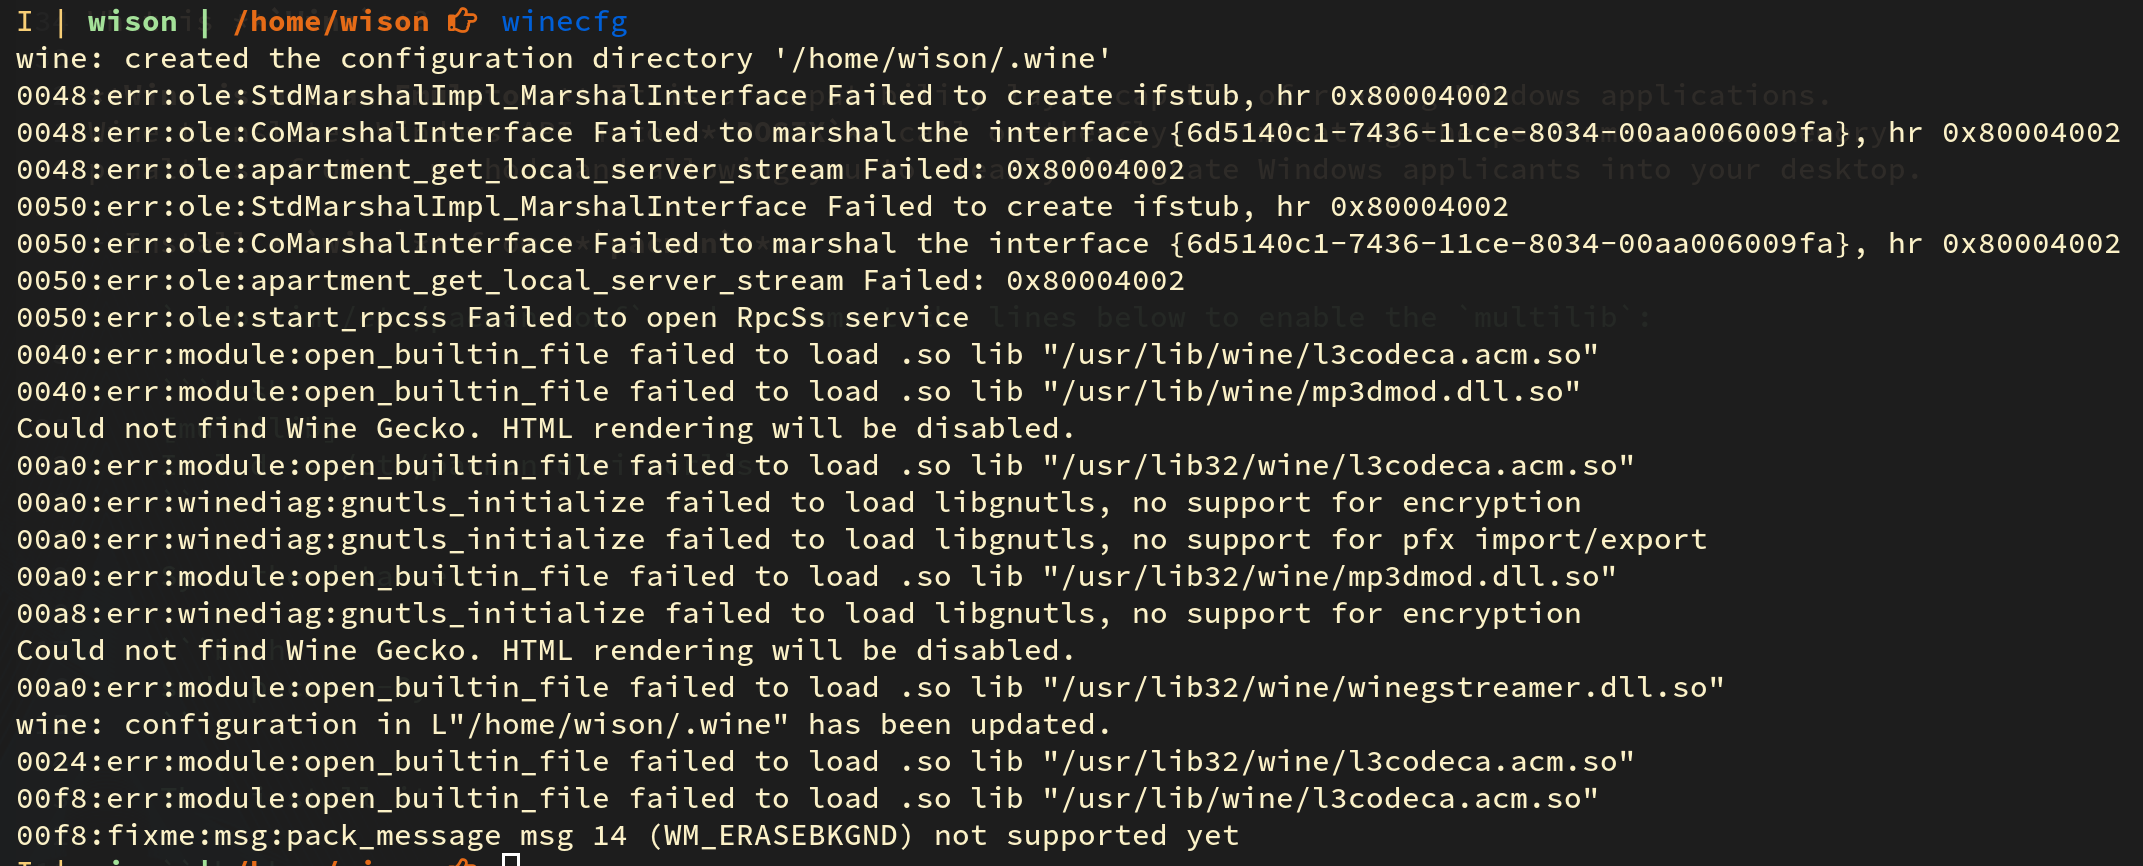 I | wison | /home/wison winecfg
wine: created the configuration directory '/home/wison/.wine'
0048:err:ole:StdMarshalImpl_MarshalInterface Failed to create ifstub, hr 0x80004002
0048:err:ole:CoMarshalInterface Failed to marshal the interface {6d5140c1-7436-11ce-8034-00aa006009fa}, hr 0x80004002
0048:err:ole:apartment_get_local_server_stream Failed: 0x80004002
0050:err:ole:StdMarshalImpl_MarshalInterface Failed to create ifstub, hr 0x80004002
0050:err:ole:CoMarshalInterface Failed to marshal the interface {6d5140c1-7436-11ce-8034-00aa006009fa}, hr 0x80004002
0050:err:ole:apartment_get_local_server_stream Failed: 0x80004002
0050:err:ole:start_rpcss Failed to open RpcSs service
0040:err:module:open_builtin_file failed to load .so lib "/usr/lib/wine/l3codeca.acm.so"
0040:err:module:open_builtin_file failed to load .so lib "/usr/lib/wine/mp3dmod.dll.so"
Could not find Wine Gecko. HTML rendering will be disabled.
00a0:err:module:open_builtin_file failed to load .so lib "/usr/lib32/wine/l3codeca.acm.so"
00a0:err:winediag:gnutls_initialize failed to load libgnutls, no support for encryption
00a0:err:winediag:gnutls_initialize failed to load libgnutls, no support for pfx import/export
00a0:err:module:open_builtin_file failed to load .so lib "/usr/lib32/wine/mp3dmod.dll.so"
00a8:err:winediag:gnutls_initialize failed to load libgnutls, no support for encryption
Could not find Wine Gecko. HTML rendering will be disabled.
00a0:err:module:open_builtin_file failed to load .so lib "/usr/lib32/wine/winegstreamer.dll.so"
wine: configuration in L"/home/wison/.wine" has been updated.
0024:err:module:open_builtin_file failed to load .so lib "/usr/lib32/wine/l3codeca.acm.so"
00f8:err:module:open_builtin_file failed to load .so lib "/usr/lib/wine/l3codeca.acm.so"
00f8:fixme:msg:pack_message msg 14 (WM_ERASEBKGND) not supported yet